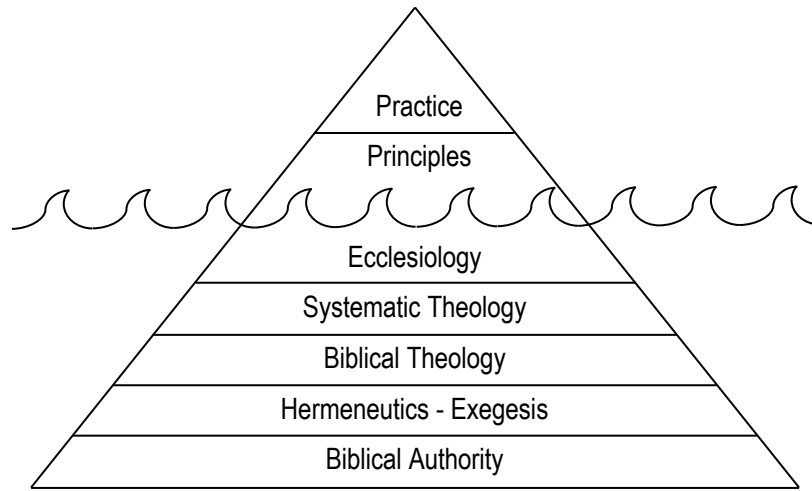 Practice
Principles
Ecclesiology
Systematic Theology
Biblical Theology
Hermeneutics - Exegesis
Biblical Authority